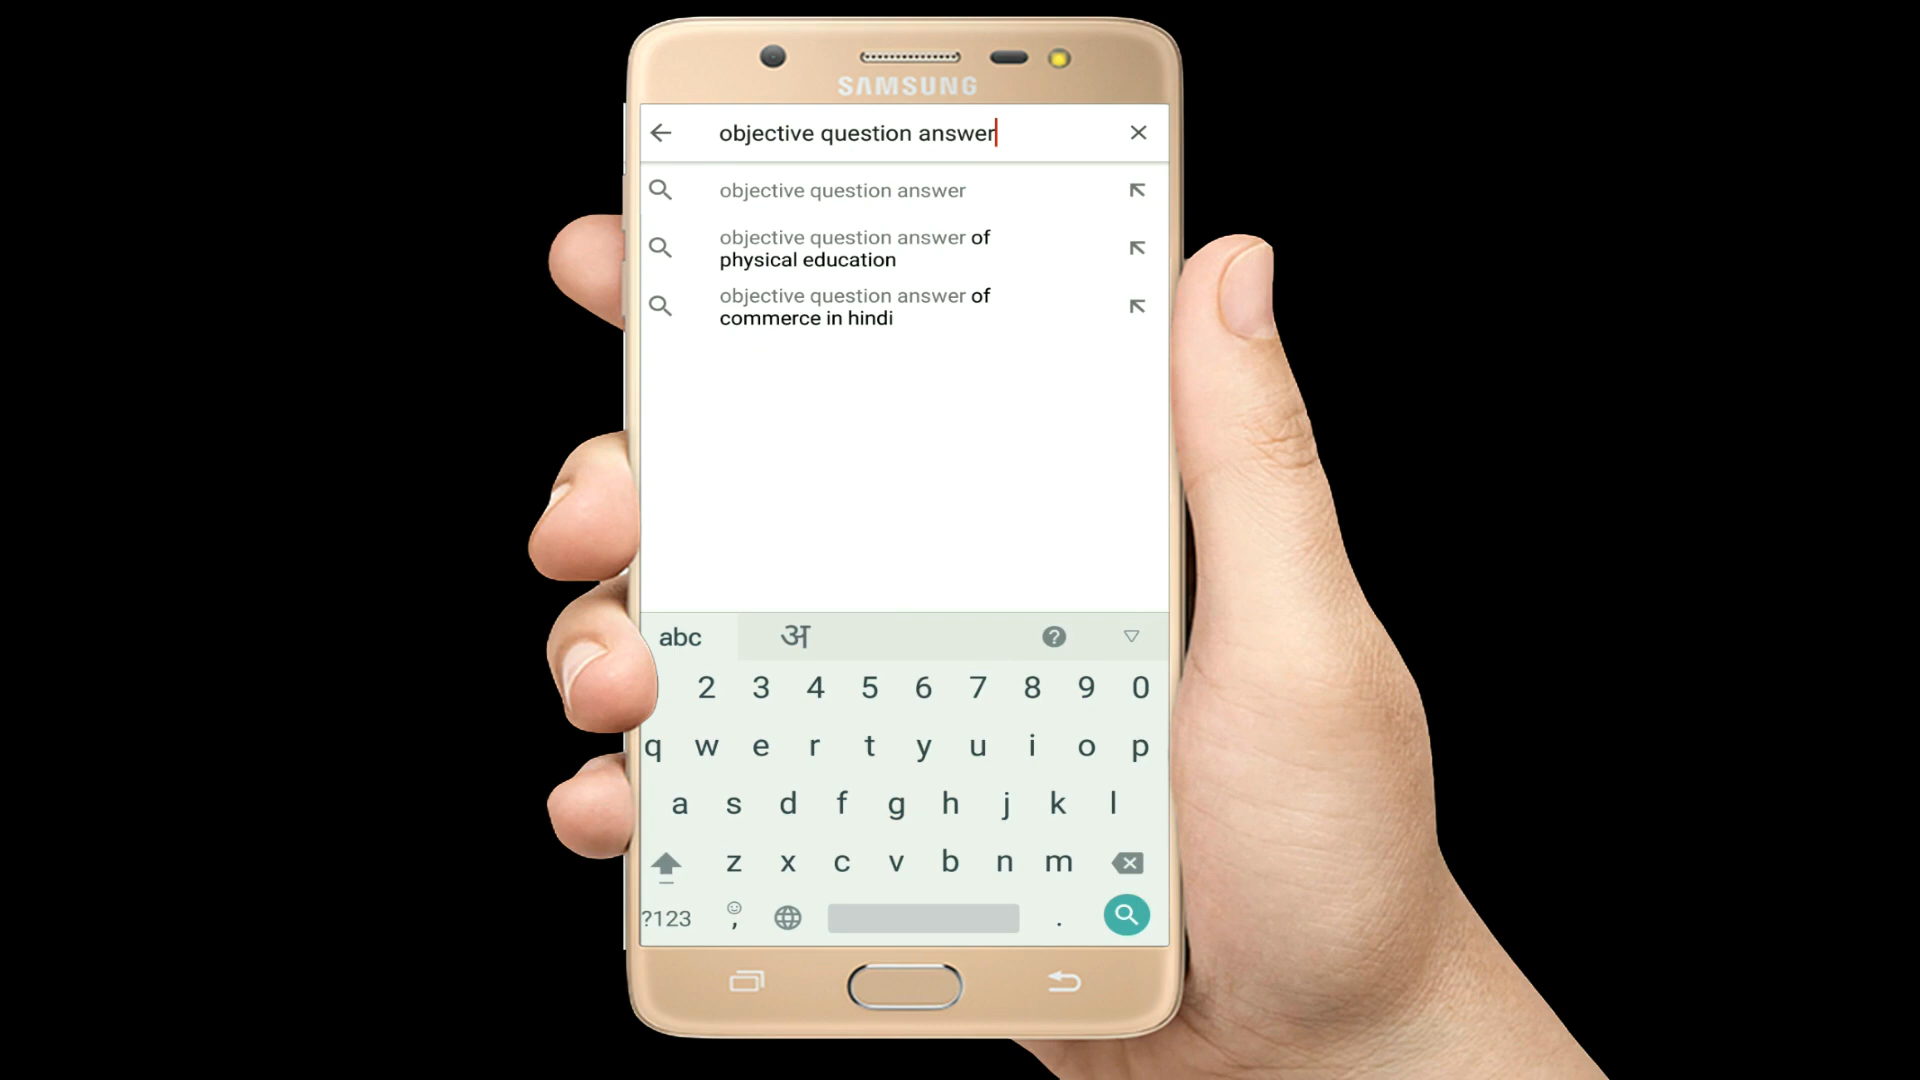 SAMSUNG
objective question answer
objective question answer
objective question answer of
physical education
objective question answer of
commerce in hindi
abc अ ?
2 3 4 5 6 7 8 9 0
q w e r t y u i o p
a s d f g h j k l
z x c v b n m
?123 , .